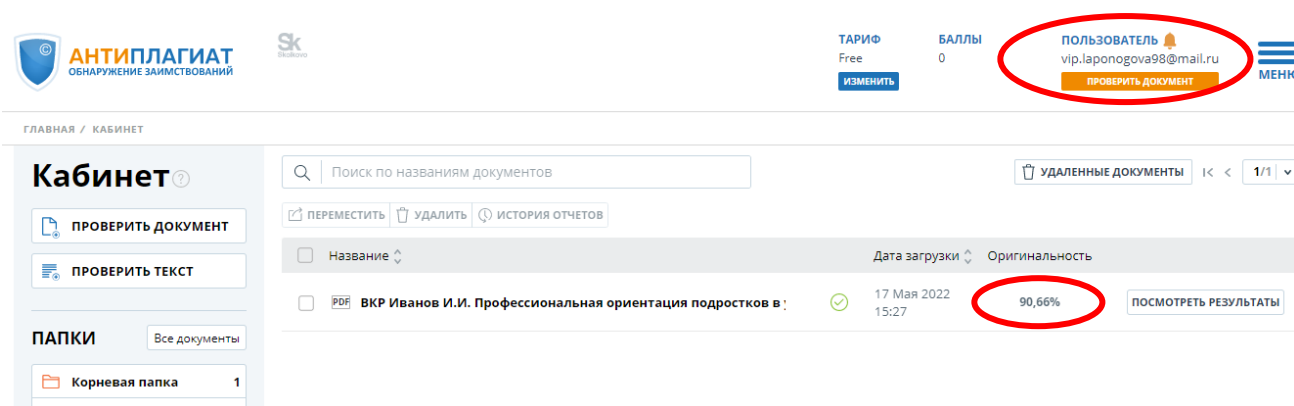 ©
АНТИПЛАГИАТ
ОБНАРУЖЕНИЕ ЗАИМСТВОВАНИЙ
Sk
Skolkovo
ТАРИФ
Free
ИЗМЕНИТЬ
БАЛЛЫ
0
ПОЛЬЗОВАТЕЛЬ
vip.laponogova98@mail.ru
ПРОВЕРИТЬ ДОКУМЕНТ
МЕНЮ
ГЛАВНАЯ / КАБИНЕТ
Кабинет ?
ПРОВЕРИТЬ ДОКУМЕНТ
ПРОВЕРИТЬ ТЕКСТ
ПАПКИ Все документы
Корневая папка 1
Поиск по названиям документов
УДАЛЕННЫЕ ДОКУМЕНТЫ 1/1
ПЕРЕМЕСТИТЬ УДАЛИТЬ ИСТОРИЯ ОТЧЕТОВ
Название Дата загрузки Оригинальность
PDF ВКР Иванов И.И. Профессиональная ориентация подростков в
17 Мая 2022
15:27
90,66%
ПОСМОТРЕТЬ РЕЗУЛЬТАТЫ